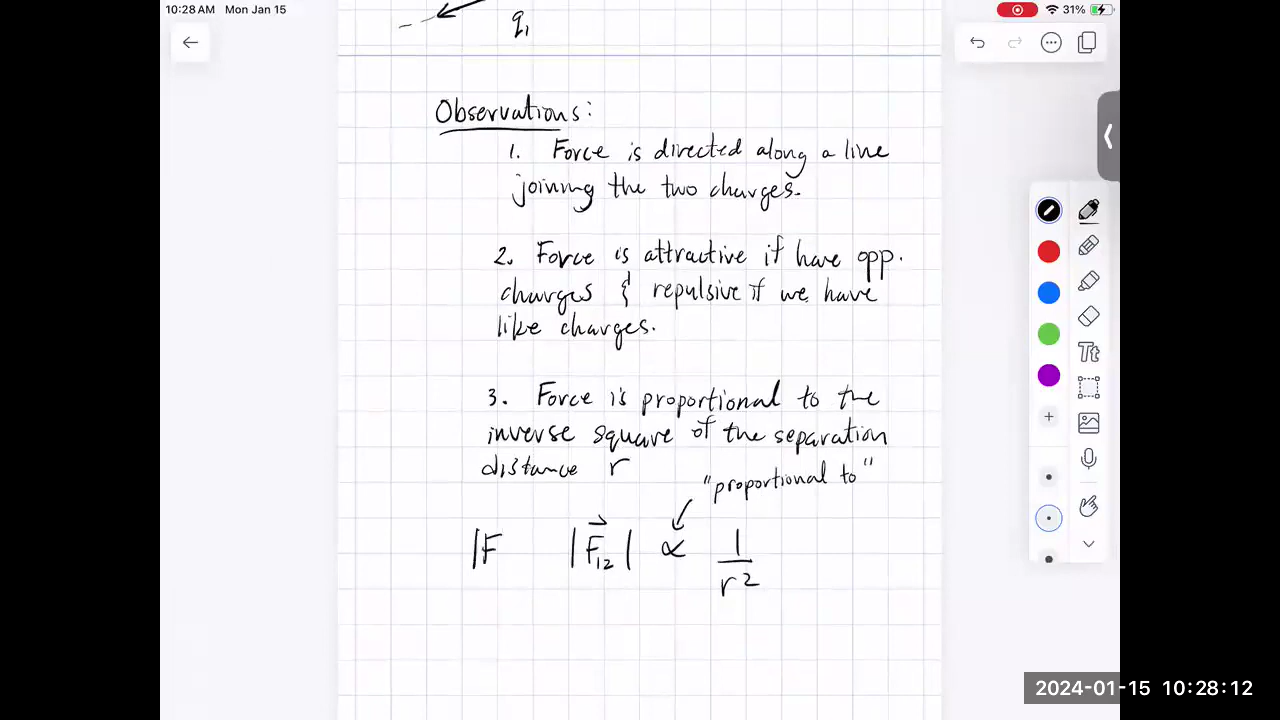 10:28 AM Mon Jan 15
31%
q₁
Observations:
1. Force is directed along a line
joining the two charges.
2. Force is attractive if have opp.
charges & repulsive if we have
like charges.
3. Force is proportional to the
inverse square of the separation
distance r
"proportional to"
|F |F⃗₁₂| ∝ 1/r²
Tt
2024-01-15 10:28:12